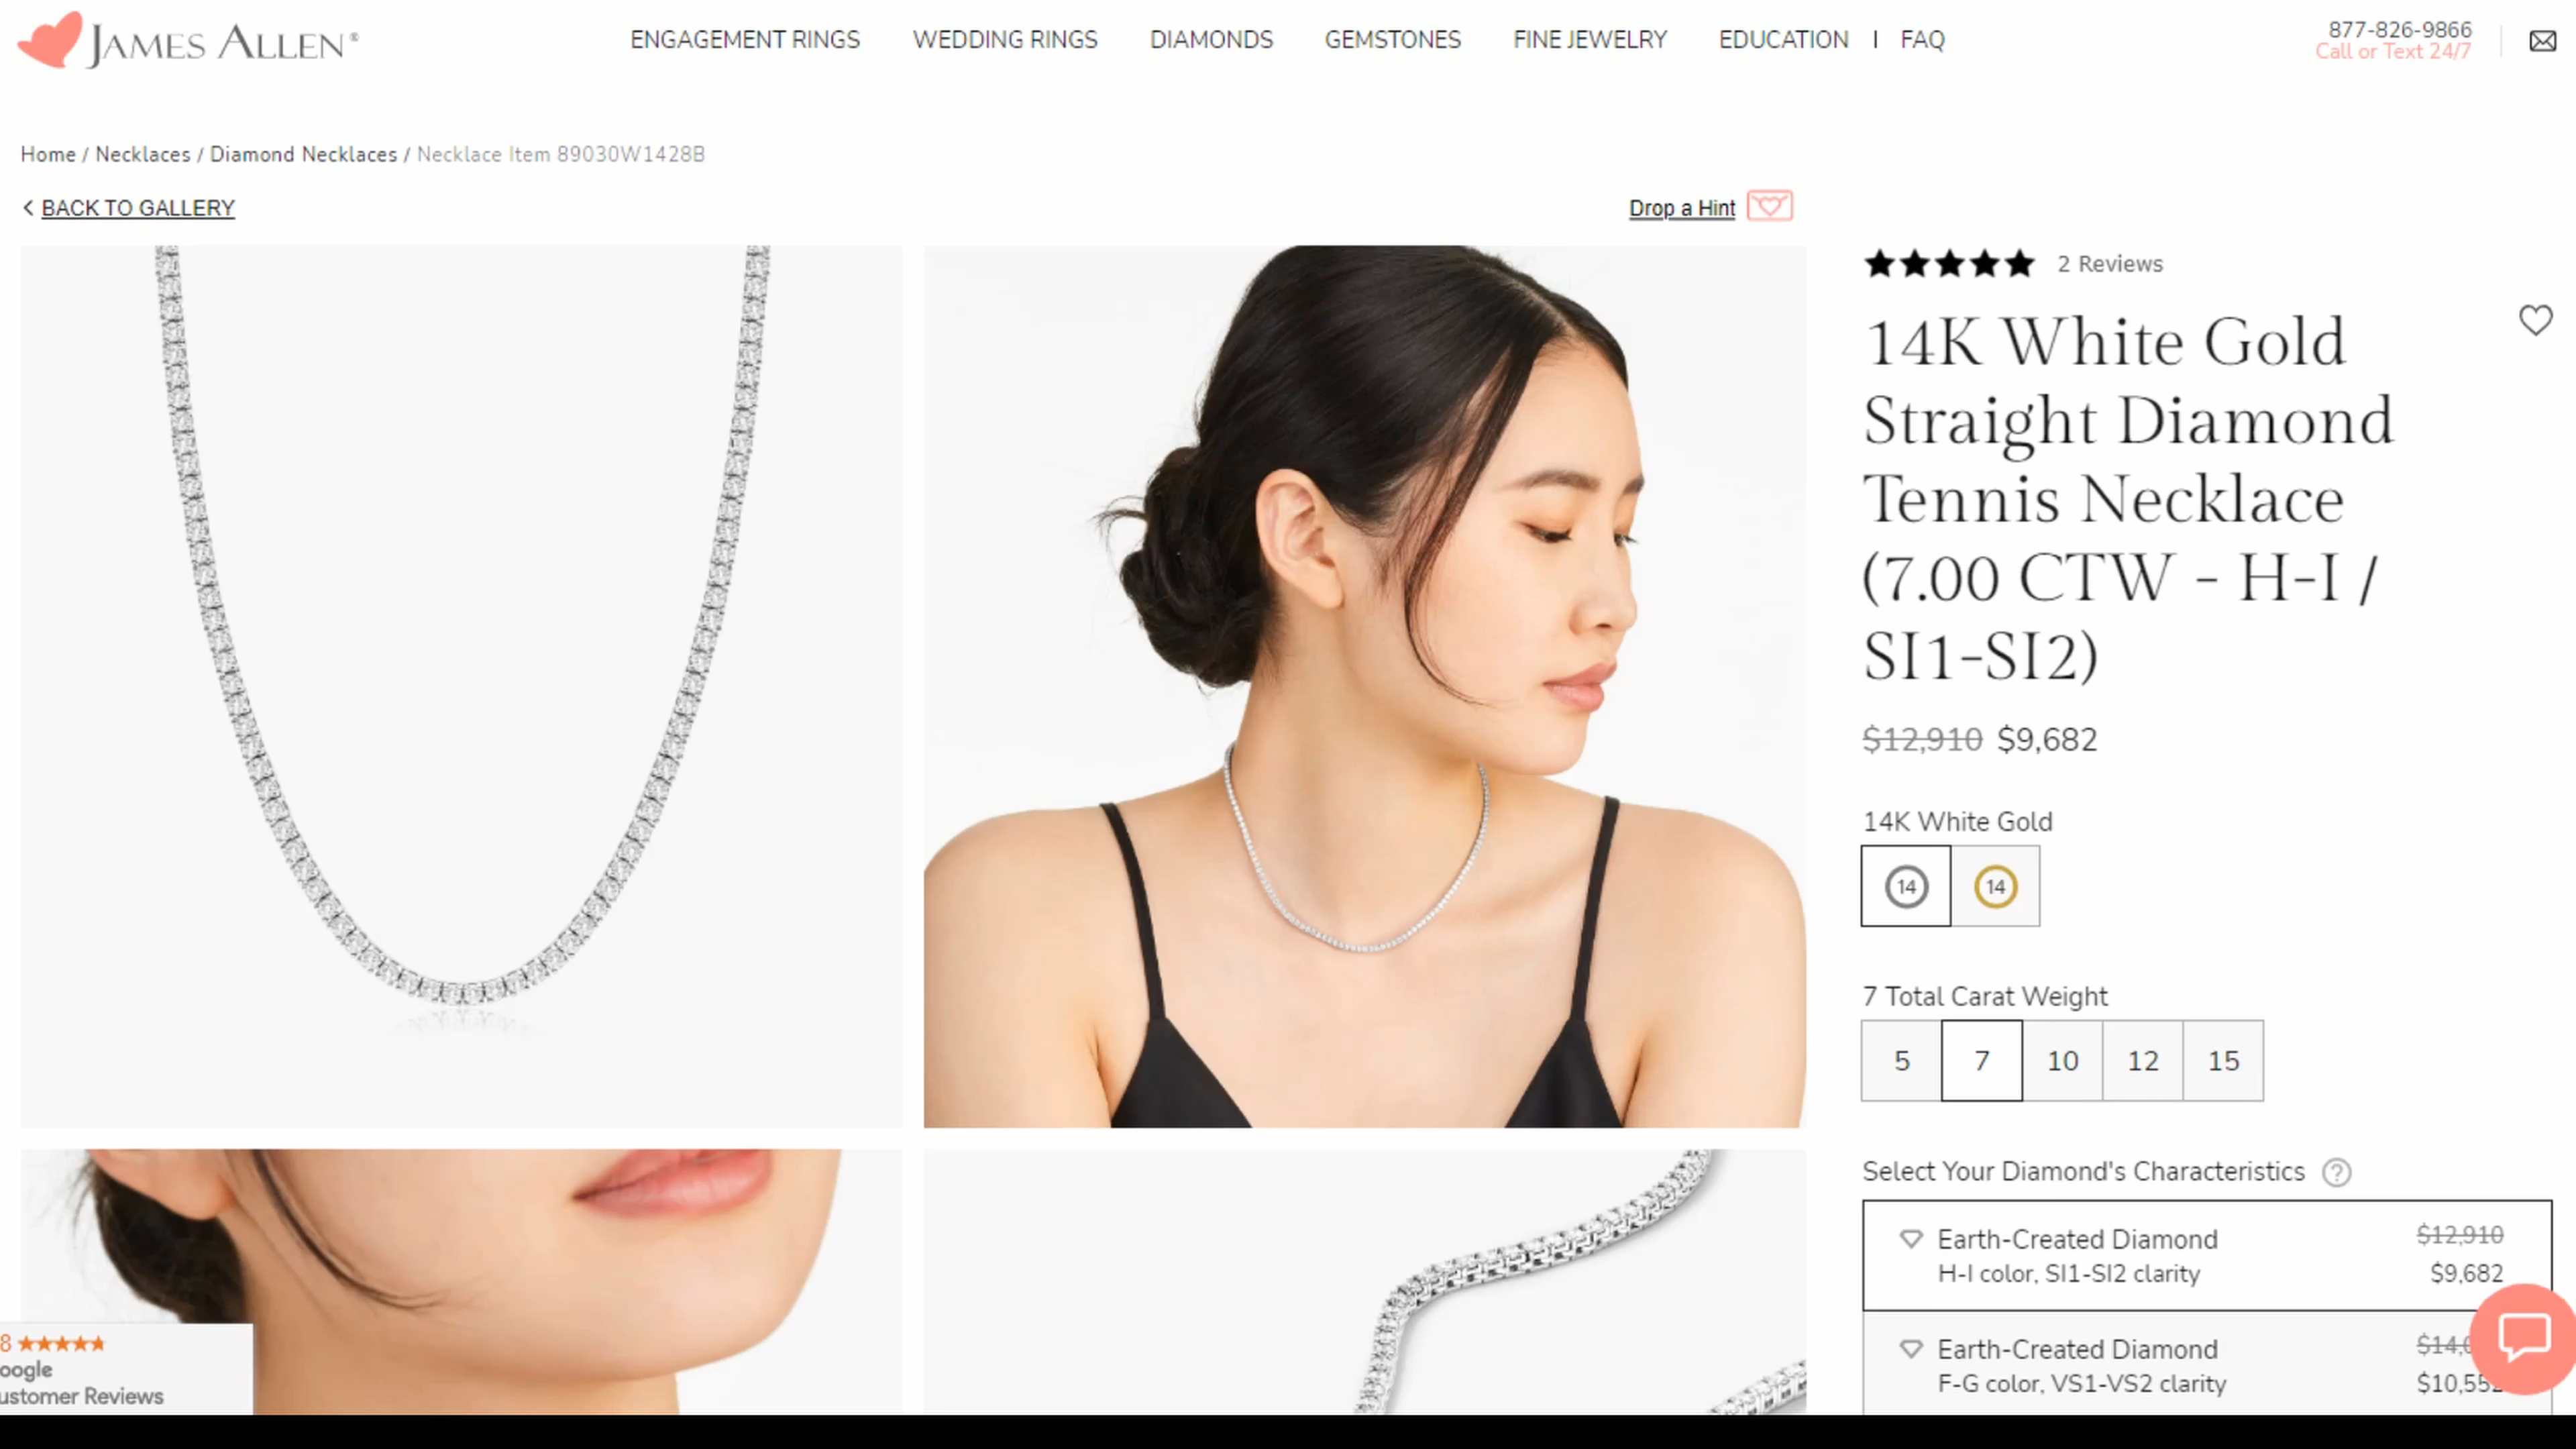 JAMES ALLEN®
ENGAGEMENT RINGS WEDDING RINGS DIAMONDS GEMSTONES FINE JEWELRY EDUCATION | FAQ
877-826-9866
Call or Text 24/7
Home / Necklaces / Diamond Necklaces / Necklace Item 89030W1428B
BACK TO GALLERY
Drop a Hint
2 Reviews
14K White Gold
Straight Diamond
Tennis Necklace
(7.00 CTW - H-I /
SI1-SI2)
$12,910 $9,682
14K White Gold
14 14
7 Total Carat Weight
5 7 10 12 15
Select Your Diamond's Characteristics ?
Earth-Created Diamond $12,910
H-I color, SI1-SI2 clarity $9,682
Earth-Created Diamond
F-G color, VS1-VS2 clarity
8
oogle
ustomer Reviews